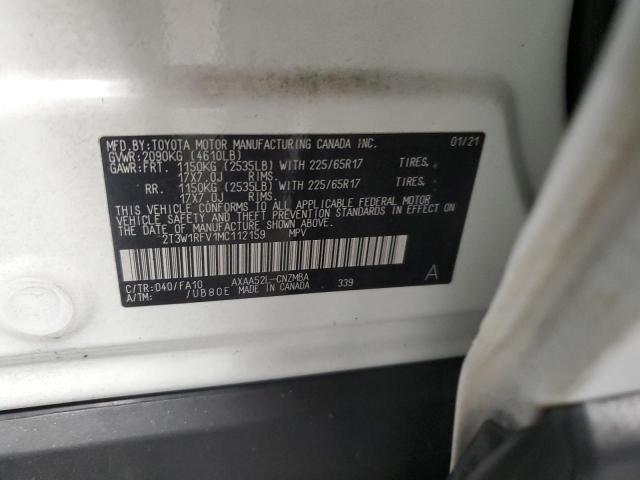 MFD. BY: TOYOTA MOTOR MANUFACTURING CANADA INC. 01/21
GVWR: 2090KG (4610LB)
GAWR: FRT. 1150KG (2535LB) WITH 225/65R17 TIRES.
17X7.0J RIMS.
RR. 1150KG (2535LB) WITH 225/65R17 TIRES.
17X7.0J RIMS.
THIS VEHICLE CONFORMS TO ALL APPLICABLE FEDERAL MOTOR
VEHICLE SAFETY AND THEFT PREVENTION STANDARDS IN EFFECT
ON THE DATE OF MANUFACTURE SHOWN ABOVE.
2T3W1RFV1MC112159 MPV
C/TR: 040/FA10 AXAA52L-CNZMBA 339 A
A/TM: /UB80E MADE IN CANADA